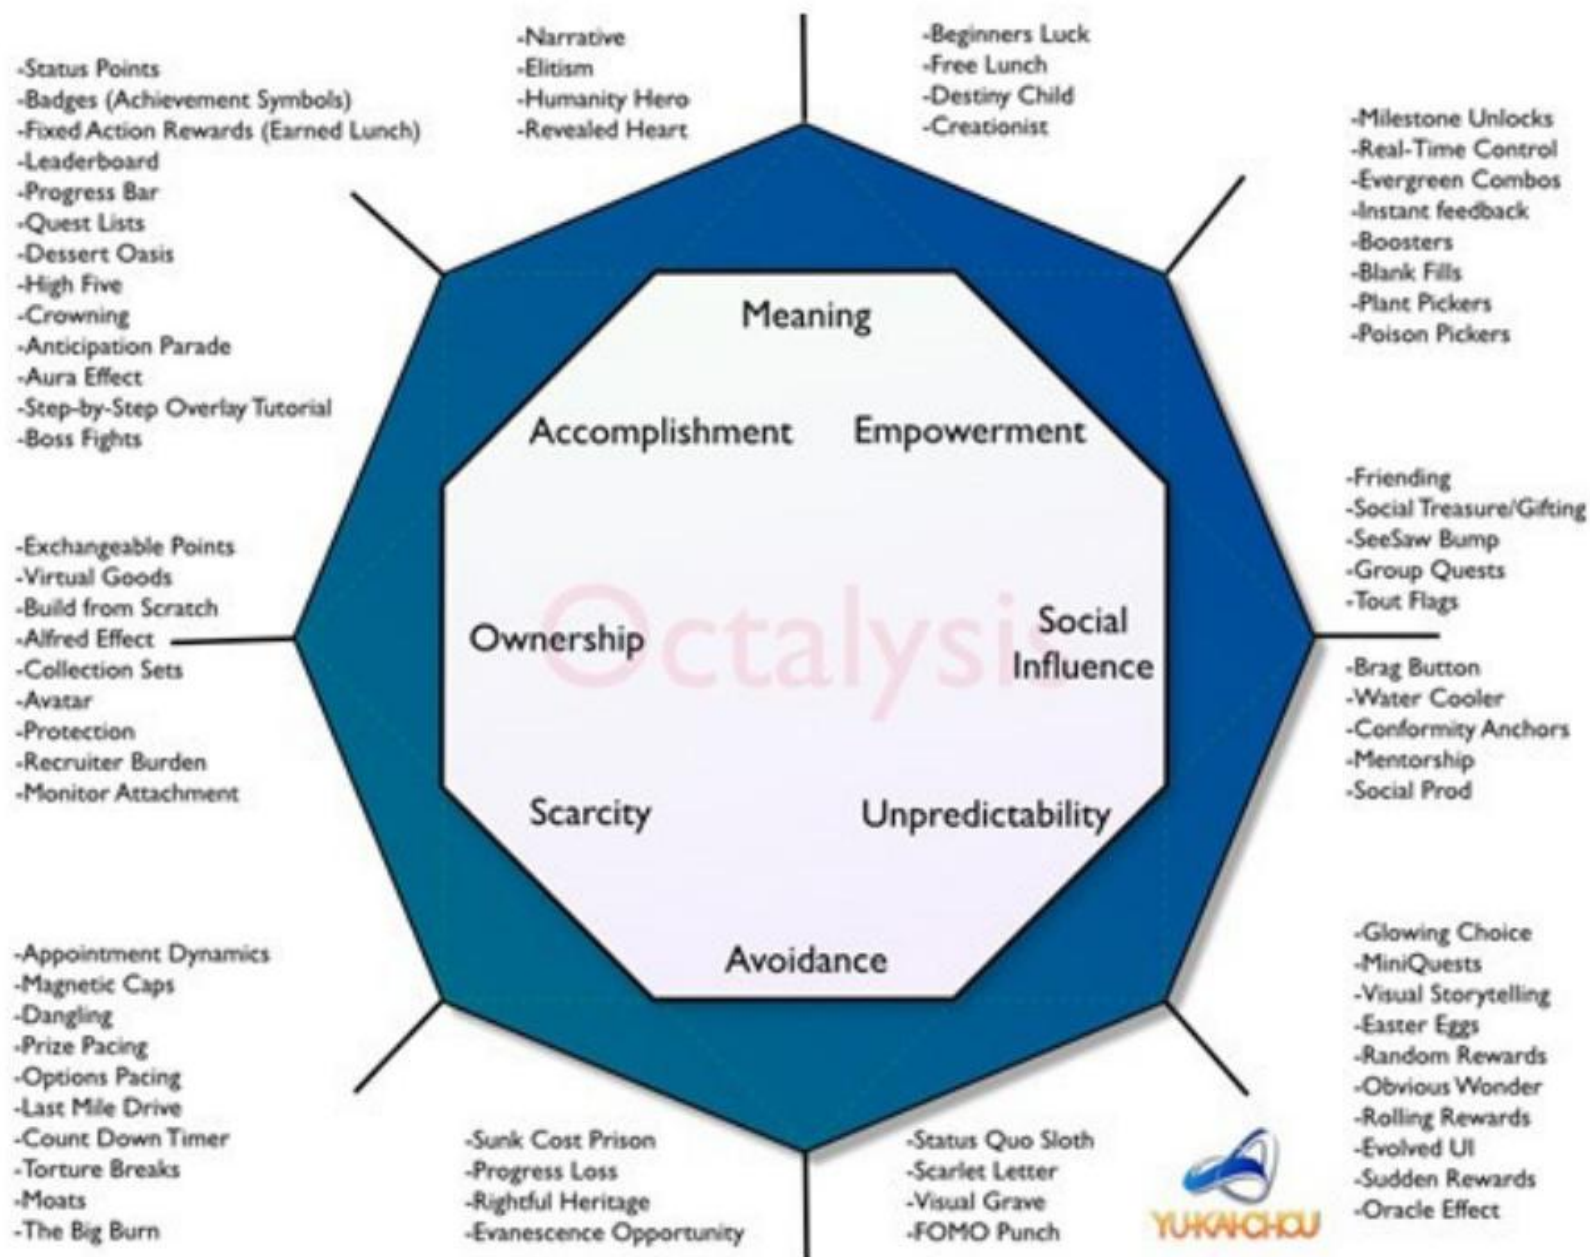 -Narrative
-Elitism
-Humanity Hero
-Revealed Heart
-Beginners Luck
-Free Lunch
-Destiny Child
-Creationist
-Status Points
-Badges (Achievement Symbols)
-Fixed Action Rewards (Earned Lunch)
-Leaderboard
-Progress Bar
-Quest Lists
-Dessert Oasis
-High Five
-Crowning
-Anticipation Parade
-Aura Effect
-Step-by-Step Overlay Tutorial
-Boss Fights
-Milestone Unlocks
-Real-Time Control
-Evergreen Combos
-Instant feedback
-Boosters
-Blank Fills
-Plant Pickers
-Poison Pickers
Meaning
Accomplishment
Empowerment
Octalysis
Ownership
Social
Influence
Scarcity
Unpredictability
Avoidance
-Exchangeable Points
-Virtual Goods
-Build from Scratch
-Alfred Effect
-Collection Sets
-Avatar
-Protection
-Recruiter Burden
-Monitor Attachment
-Friending
-Social Treasure/Gifting
-SeeSaw Bump
-Group Quests
-Tout Flags
-Brag Button
-Water Cooler
-Conformity Anchors
-Mentorship
-Social Prod
-Appointment Dynamics
-Magnetic Caps
-Dangling
-Prize Pacing
-Options Pacing
-Last Mile Drive
-Count Down Timer
-Torture Breaks
-Moats
-The Big Burn
-Sunk Cost Prison
-Progress Loss
-Rightful Heritage
-Evanescence Opportunity
-Status Quo Sloth
-Scarlet Letter
-Visual Grave
-FOMO Punch
YU-KAI-CHOU
-Glowing Choice
-MiniQuests
-Visual Storytelling
-Easter Eggs
-Random Rewards
-Obvious Wonder
-Rolling Rewards
-Evolved UI
-Sudden Rewards
-Oracle Effect